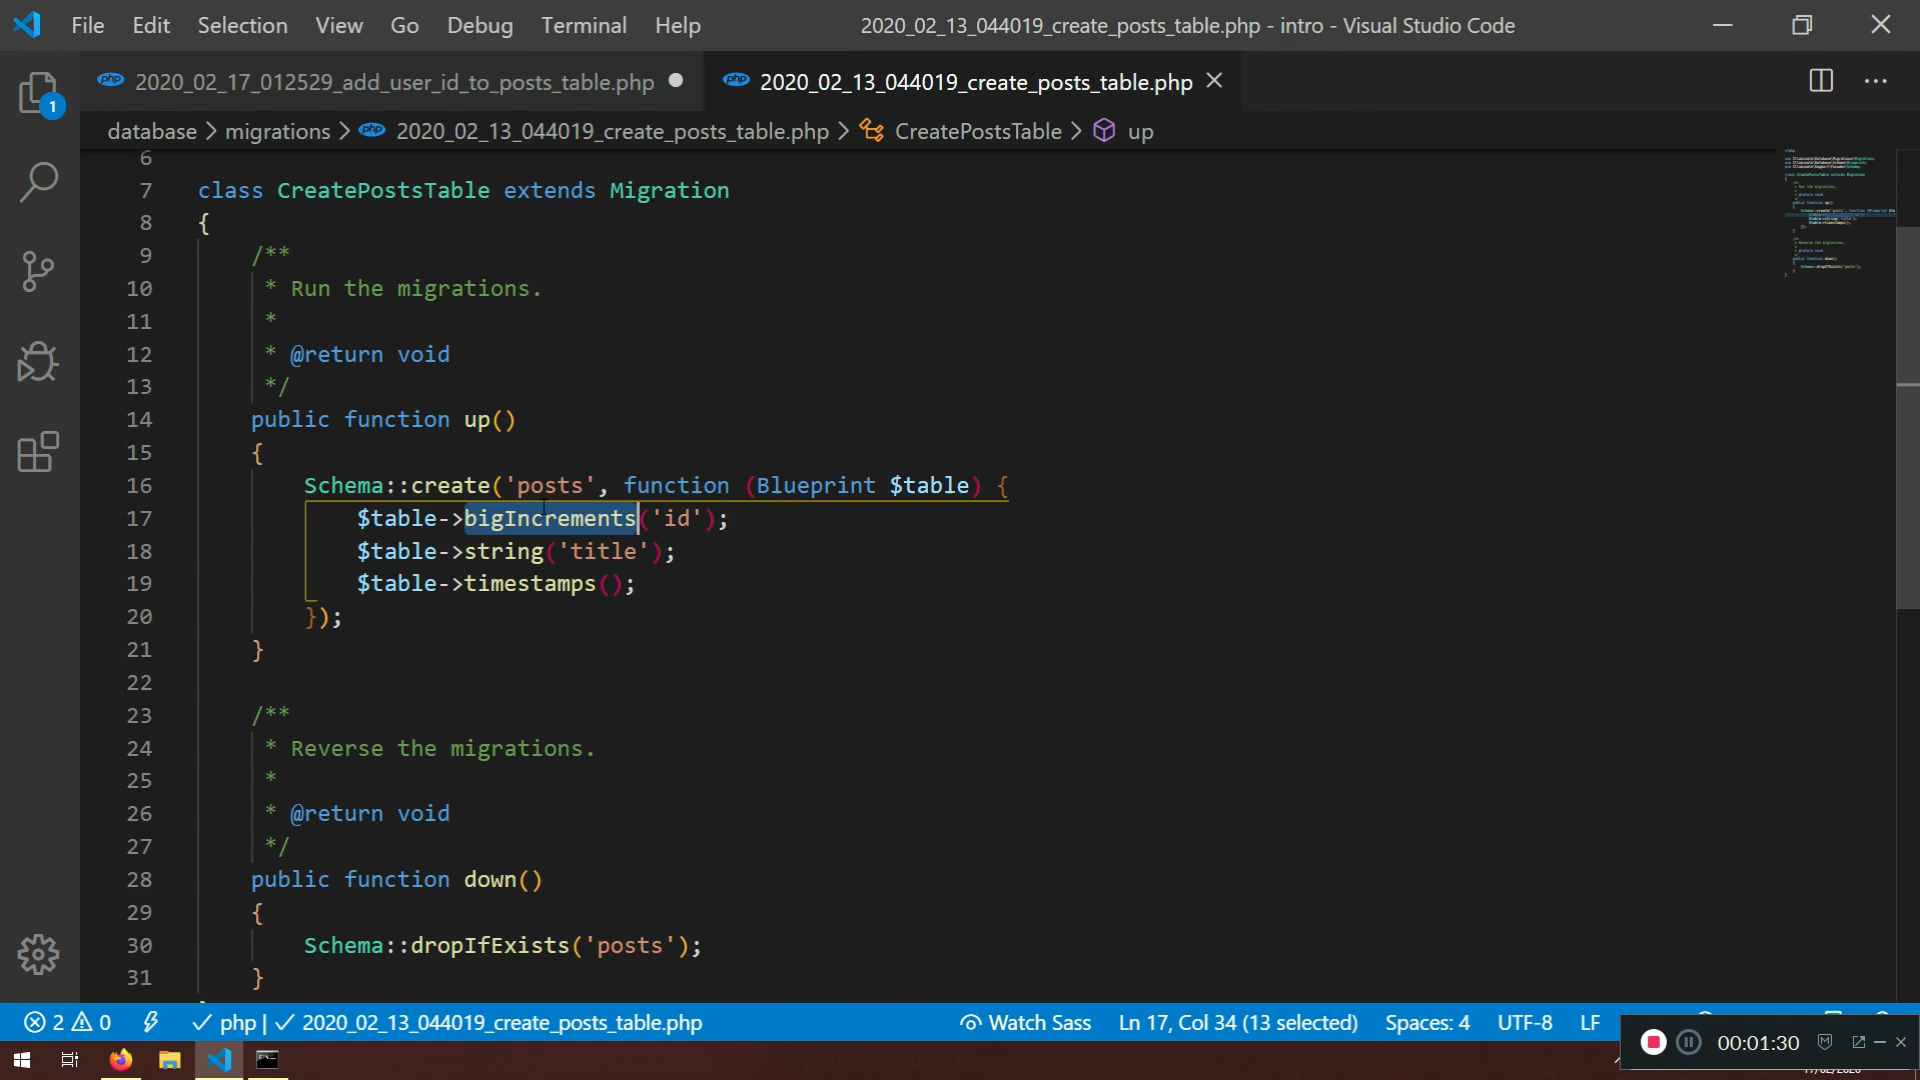 File Edit Selection View Go Debug Terminal Help 2020_02_13_044019_create_posts_table.php - intro - Visual Studio Code
2020_02_17_012529_add_user_id_to_posts_table.php 2020_02_13_044019_create_posts_table.php
1
database > migrations > 2020_02_13_044019_create_posts_table.php > CreatePostsTable > up
6
7 class CreatePostsTable extends Migration
8 {
9 /**
10 * Run the migrations.
11 *
12 * @return void
13 */
14 public function up()
15 {
16 Schema::create('posts', function (Blueprint $table) {
17 $table->bigIncrements('id');
18 $table->string('title');
19 $table->timestamps();
20 });
21 }
22
23 /**
24 * Reverse the migrations.
25 *
26 * @return void
27 */
28 public function down()
29 {
30 Schema::dropIfExists('posts');
31 }
2 0 php | 2020_02_13_044019_create_posts_table.php Watch Sass Ln 17, Col 34 (13 selected) Spaces: 4 UTF-8 LF
00:01:30